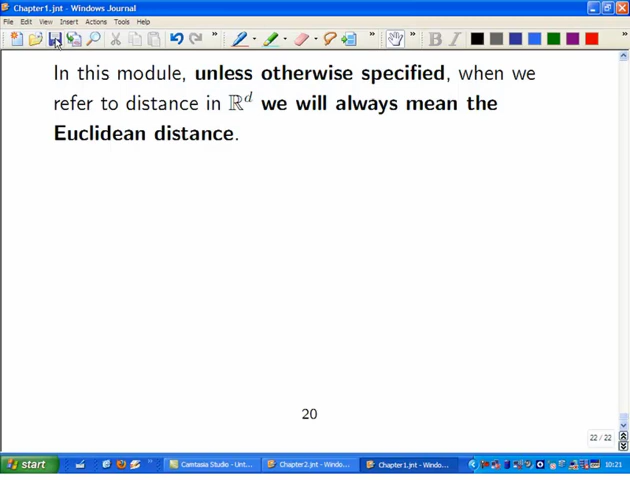 Chapter1.jnt - Windows Journal
File Edit View Insert Actions Tools Help
In this module, unless otherwise specified, when we
refer to distance in ℝᵈ we will always mean the
Euclidean distance.
20
22 / 22
start Camtasia Studio - Unt... Chapter2.jnt - Windo... Chapter1.jnt - Windo... 10:21